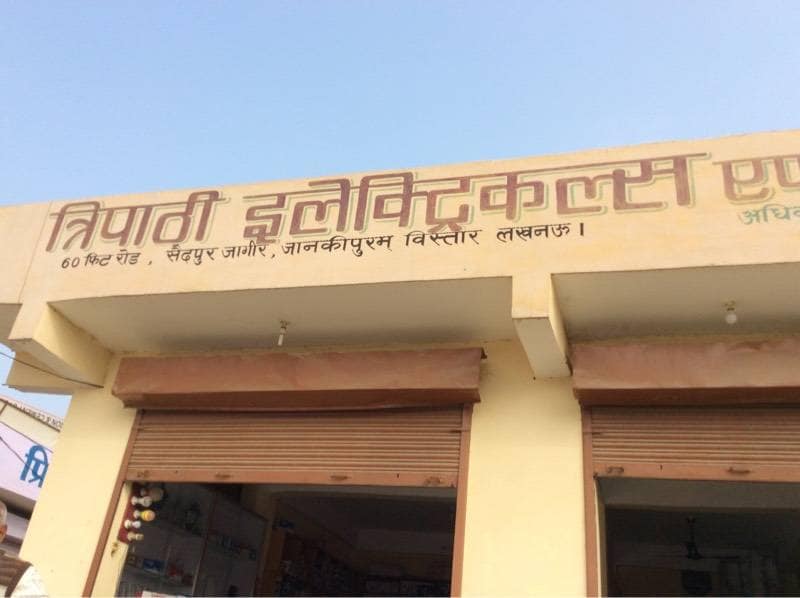 त्रिपाठी इलेक्ट्रिकल्स
60 फिट रोड, सैदपुर जागीर, जानकीपुरम् विस्तार लखनऊ।